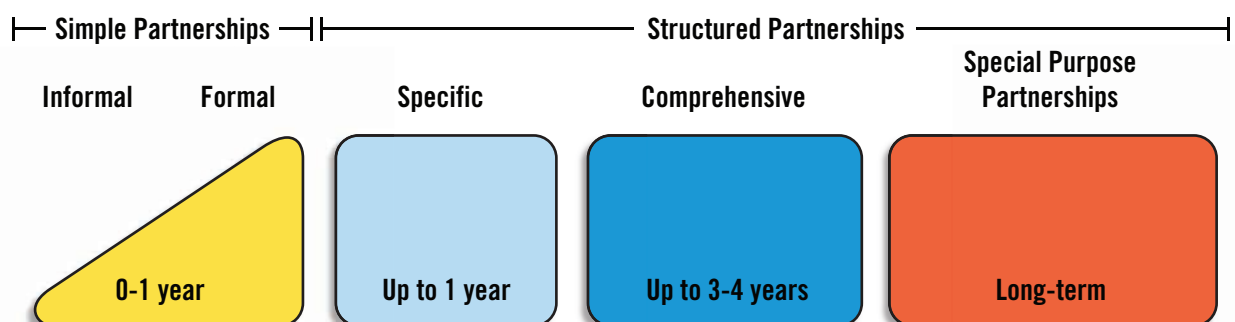 Simple Partnerships
Structured Partnerships
Informal
Formal
Specific
Comprehensive
Special Purpose
Partnerships
0-1 year
Up to 1 year
Up to 3-4 years
Long-term